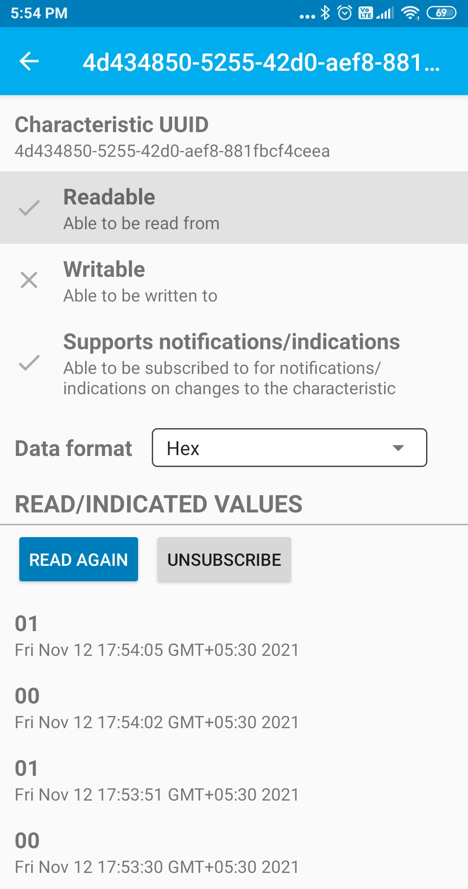 5:54 PM
Vo LTE
69
4d434850-5255-42d0-aef8-881...
Characteristic UUID
4d434850-5255-42d0-aef8-881fbcf4ceea
Readable
Able to be read from
Writable
Able to be written to
Supports notifications/indications
Able to be subscribed to for notifications/
indications on changes to the characteristic
Data format
Hex
READ/INDICATED VALUES
READ AGAIN
UNSUBSCRIBE
01
Fri Nov 12 17:54:05 GMT+05:30 2021
00
Fri Nov 12 17:54:02 GMT+05:30 2021
01
Fri Nov 12 17:53:51 GMT+05:30 2021
00
Fri Nov 12 17:53:30 GMT+05:30 2021